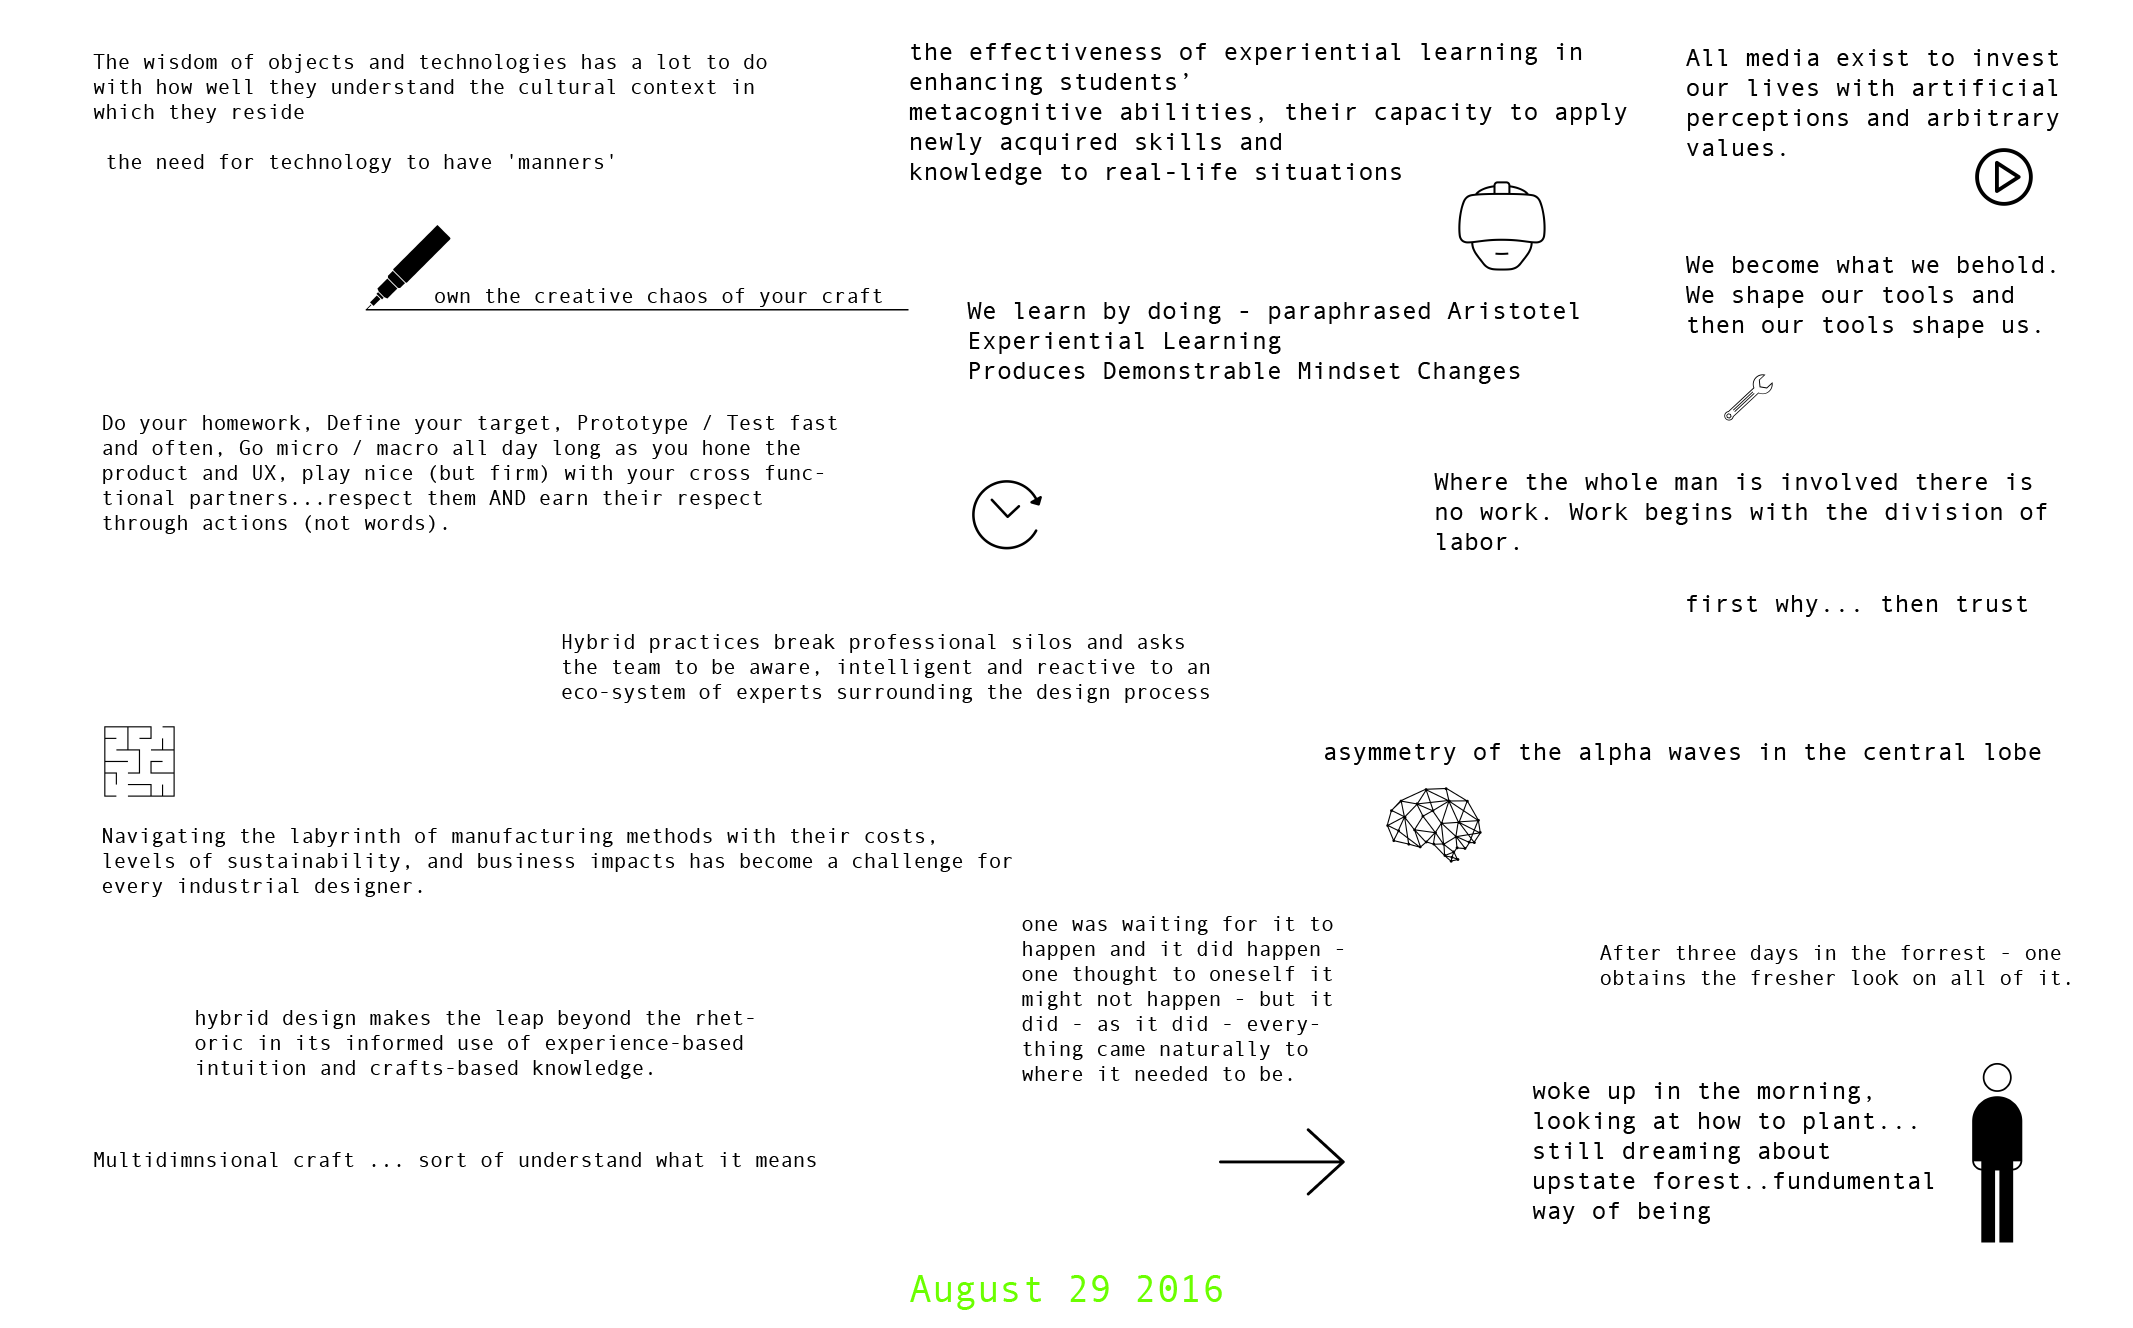 The wisdom of objects and technologies has a lot to do
with how well they understand the cultural context in
which they reside
the need for technology to have 'manners'
own the creative chaos of your craft
the effectiveness of experiential learning in
enhancing students’
metacognitive abilities, their capacity to apply
newly acquired skills and
knowledge to real-life situations
All media exist to invest
our lives with artificial
perceptions and arbitrary
values.
We become what we behold.
We shape our tools and
then our tools shape us.
We learn by doing - paraphrased Aristotel
Experiential Learning
Produces Demonstrable Mindset Changes
Do your homework, Define your target, Prototype / Test fast
and often, Go micro / macro all day long as you hone the
product and UX, play nice (but firm) with your cross func-
tional partners...respect them AND earn their respect
through actions (not words).
Where the whole man is involved there is
no work. Work begins with the division of
labor.
first why... then trust
Hybrid practices break professional silos and asks
the team to be aware, intelligent and reactive to an
eco-system of experts surrounding the design process
asymmetry of the alpha waves in the central lobe
Navigating the labyrinth of manufacturing methods with their costs,
levels of sustainability, and business impacts has become a challenge for
every industrial designer.
one was waiting for it to
happen and it did happen -
one thought to oneself it
might not happen - but it
did - as it did - every-
thing came naturally to
where it needed to be.
After three days in the forrest - one
obtains the fresher look on all of it.
hybrid design makes the leap beyond the rhet-
oric in its informed use of experience-based
intuition and crafts-based knowledge.
woke up in the morning,
looking at how to plant...
still dreaming about
upstate forest..fundumental
way of being
Multidimnsional craft ... sort of understand what it means
August 29 2016